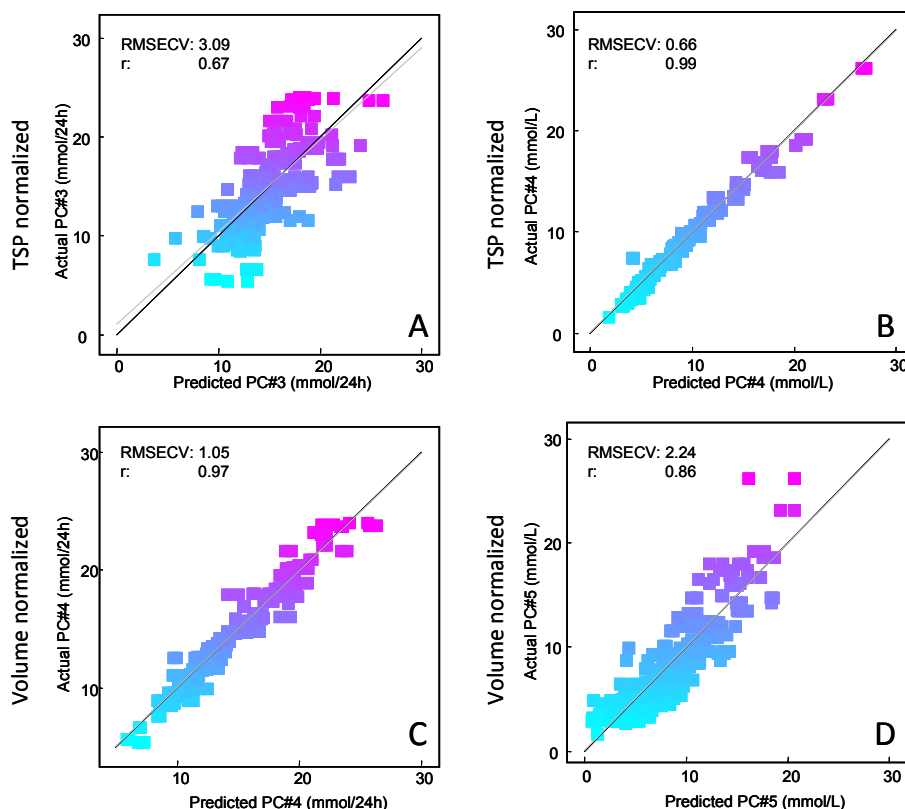 TSP normalized
Actual PC#3 (mmol/24h)
RMSECV: 3.09
r: 0.67
30
20
10
0
A
0 10 20 30
Predicted PC#3 (mmol/24h)
TSP normalized
Actual PC#4 (mmol/L)
RMSECV: 0.66
r: 0.99
30
20
10
0
B
0 10 20 30
Predicted PC#4 (mmol/L)
Volume normalized
Actual PC#4 (mmol/24h)
RMSECV: 1.05
r: 0.97
30
20
10
C
10 20 30
Predicted PC#4 (mmol/24h)
Volume normalized
Actual PC#5 (mmol/L)
RMSECV: 2.24
r: 0.86
30
20
10
0
D
0 10 20 30
Predicted PC#5 (mmol/L)